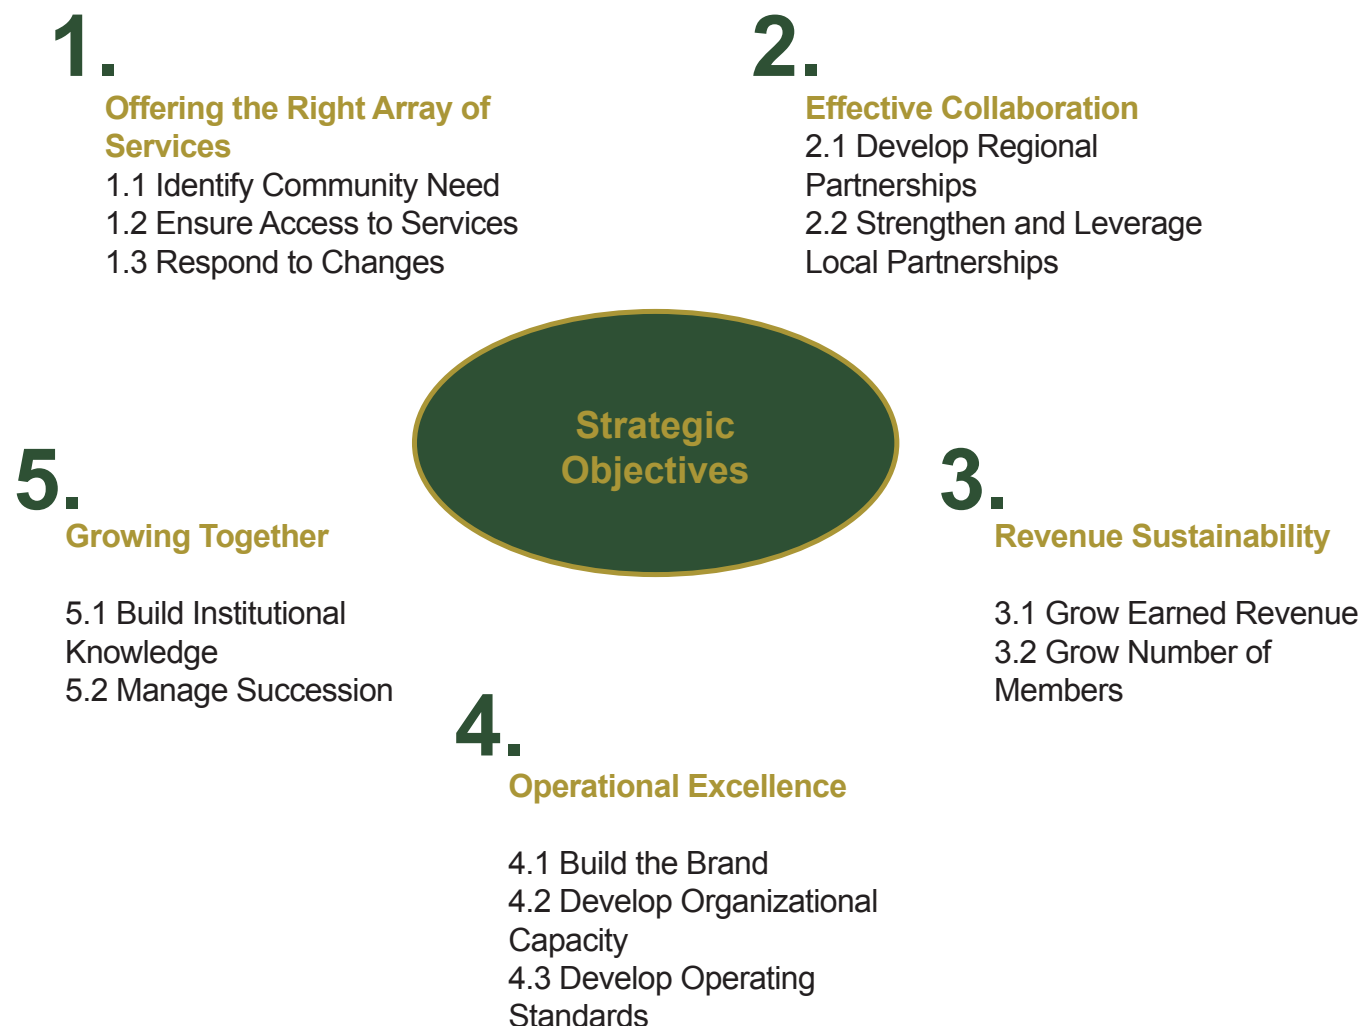 1.
Offering the Right Array of
Services
1.1 Identify Community Need
1.2 Ensure Access to Services
1.3 Respond to Changes
2.
Effective Collaboration
2.1 Develop Regional
Partnerships
2.2 Strengthen and Leverage
Local Partnerships
Strategic
Objectives
3.
Revenue Sustainability
3.1 Grow Earned Revenue
3.2 Grow Number of
Members
4.
Operational Excellence
4.1 Build the Brand
4.2 Develop Organizational
Capacity
4.3 Develop Operating
Standards
5.
Growing Together
5.1 Build Institutional
Knowledge
5.2 Manage Succession